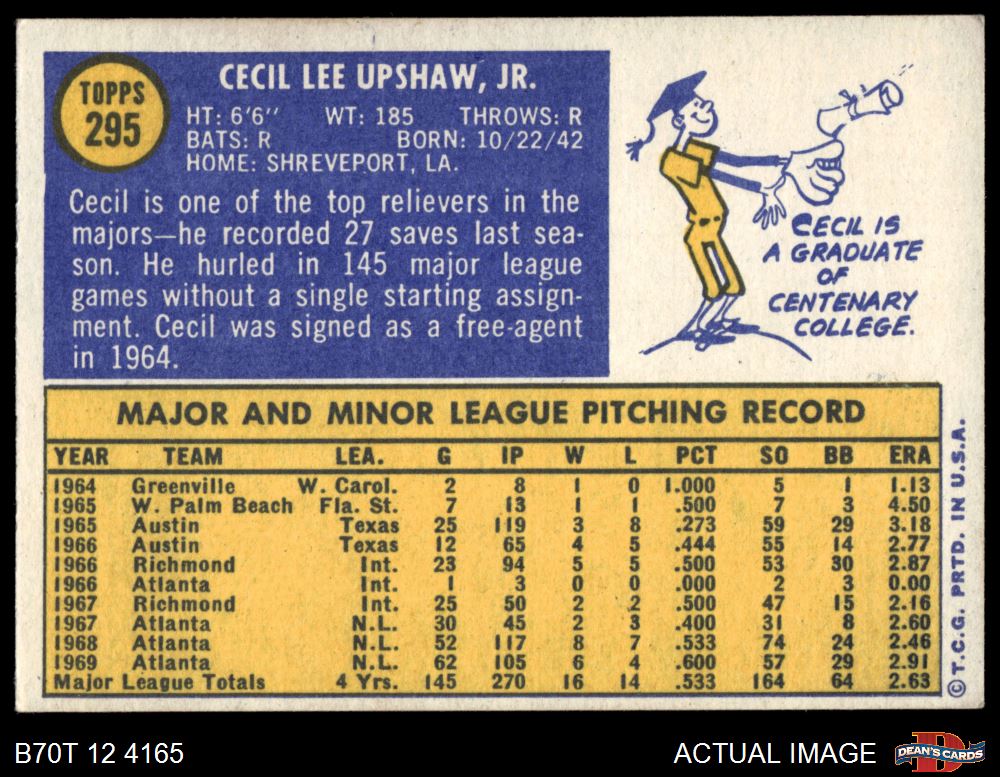 TOPPS
295
CECIL LEE UPSHAW, JR.
HT: 6'6" WT: 185 THROWS: R
BATS: R BORN: 10/22/42
HOME: SHREVEPORT, LA.
Cecil is one of the top relievers in the
majors—he recorded 27 saves last sea-
son. He hurled in 145 major league
games without a single starting assign-
ment. Cecil was signed as a free-agent
in 1964.
CECIL IS
A GRADUATE
OF
CENTENARY
COLLEGE.
MAJOR AND MINOR LEAGUE PITCHING RECORD
YEAR TEAM LEA. G IP W L PCT SO BB ERA
1964 Greenville W. Carol. 2 8 1 0 1.000 5 1 1.13
1965 W. Palm Beach Fla. St. 7 13 1 1 .500 7 3 4.50
1965 Austin Texas 25 119 3 8 .273 59 29 3.18
1966 Austin Texas 12 65 4 5 .444 55 14 2.77
1966 Richmond Int. 23 94 5 5 .500 53 30 2.87
1966 Atlanta Int. 1 3 0 0 .000 2 3 0.00
1967 Richmond Int. 25 50 2 2 .500 47 15 2.16
1967 Atlanta N.L. 30 45 2 3 .400 31 8 2.60
1968 Atlanta N.L. 52 117 8 7 .533 74 24 2.46
1969 Atlanta N.L. 62 105 6 4 .600 57 29 2.91
Major League Totals 4 Yrs. 145 270 16 14 .533 164 64 2.63
© T.C.G. PRTD. IN U.S.A.
B70T 12 4165
ACTUAL IMAGE
DEAN'S CARDS